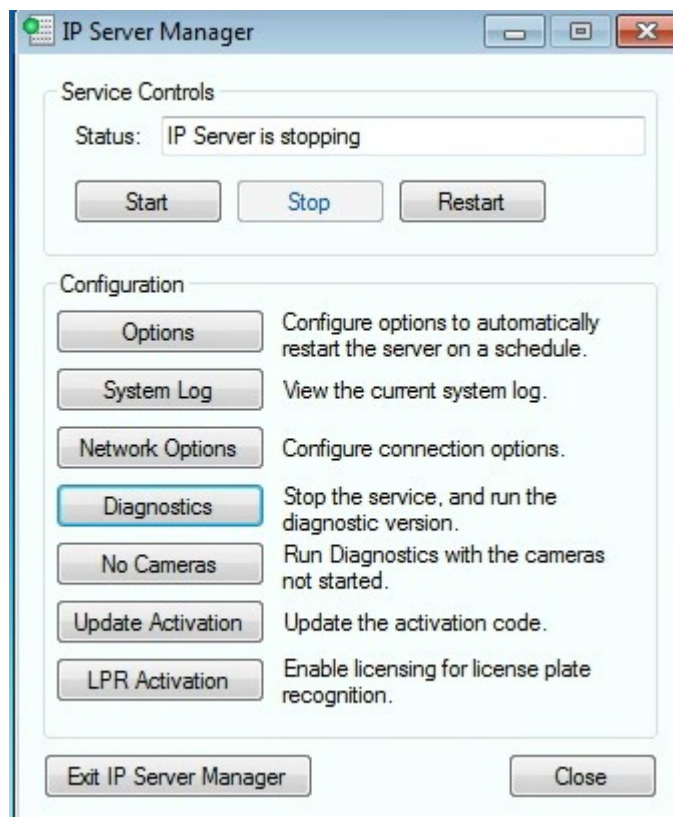 IP Server Manager
Service Controls
Status: IP Server is stopping
Start Stop Restart
Configuration
Options
Configure options to automatically
restart the server on a schedule.
System Log
View the current system log.
Network Options
Configure connection options.
Diagnostics
Stop the service, and run the
diagnostic version.
No Cameras
Run Diagnostics with the cameras
not started.
Update Activation
Update the activation code.
LPR Activation
Enable licensing for license plate
recognition.
Exit IP Server Manager
Close